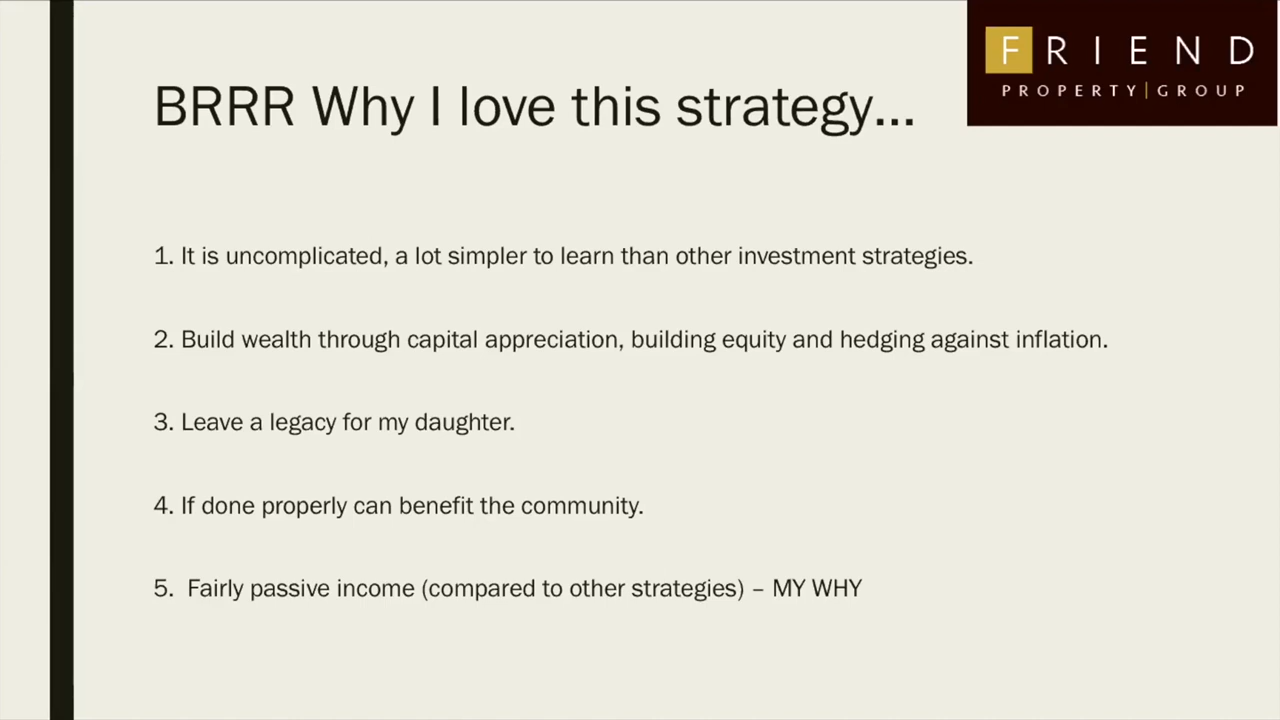 FRIEND
PROPERTY|GROUP
BRRR Why I love this strategy...
1. It is uncomplicated, a lot simpler to learn than other investment strategies.
2. Build wealth through capital appreciation, building equity and hedging against inflation.
3. Leave a legacy for my daughter.
4. If done properly can benefit the community.
5.  Fairly passive income (compared to other strategies) – MY WHY